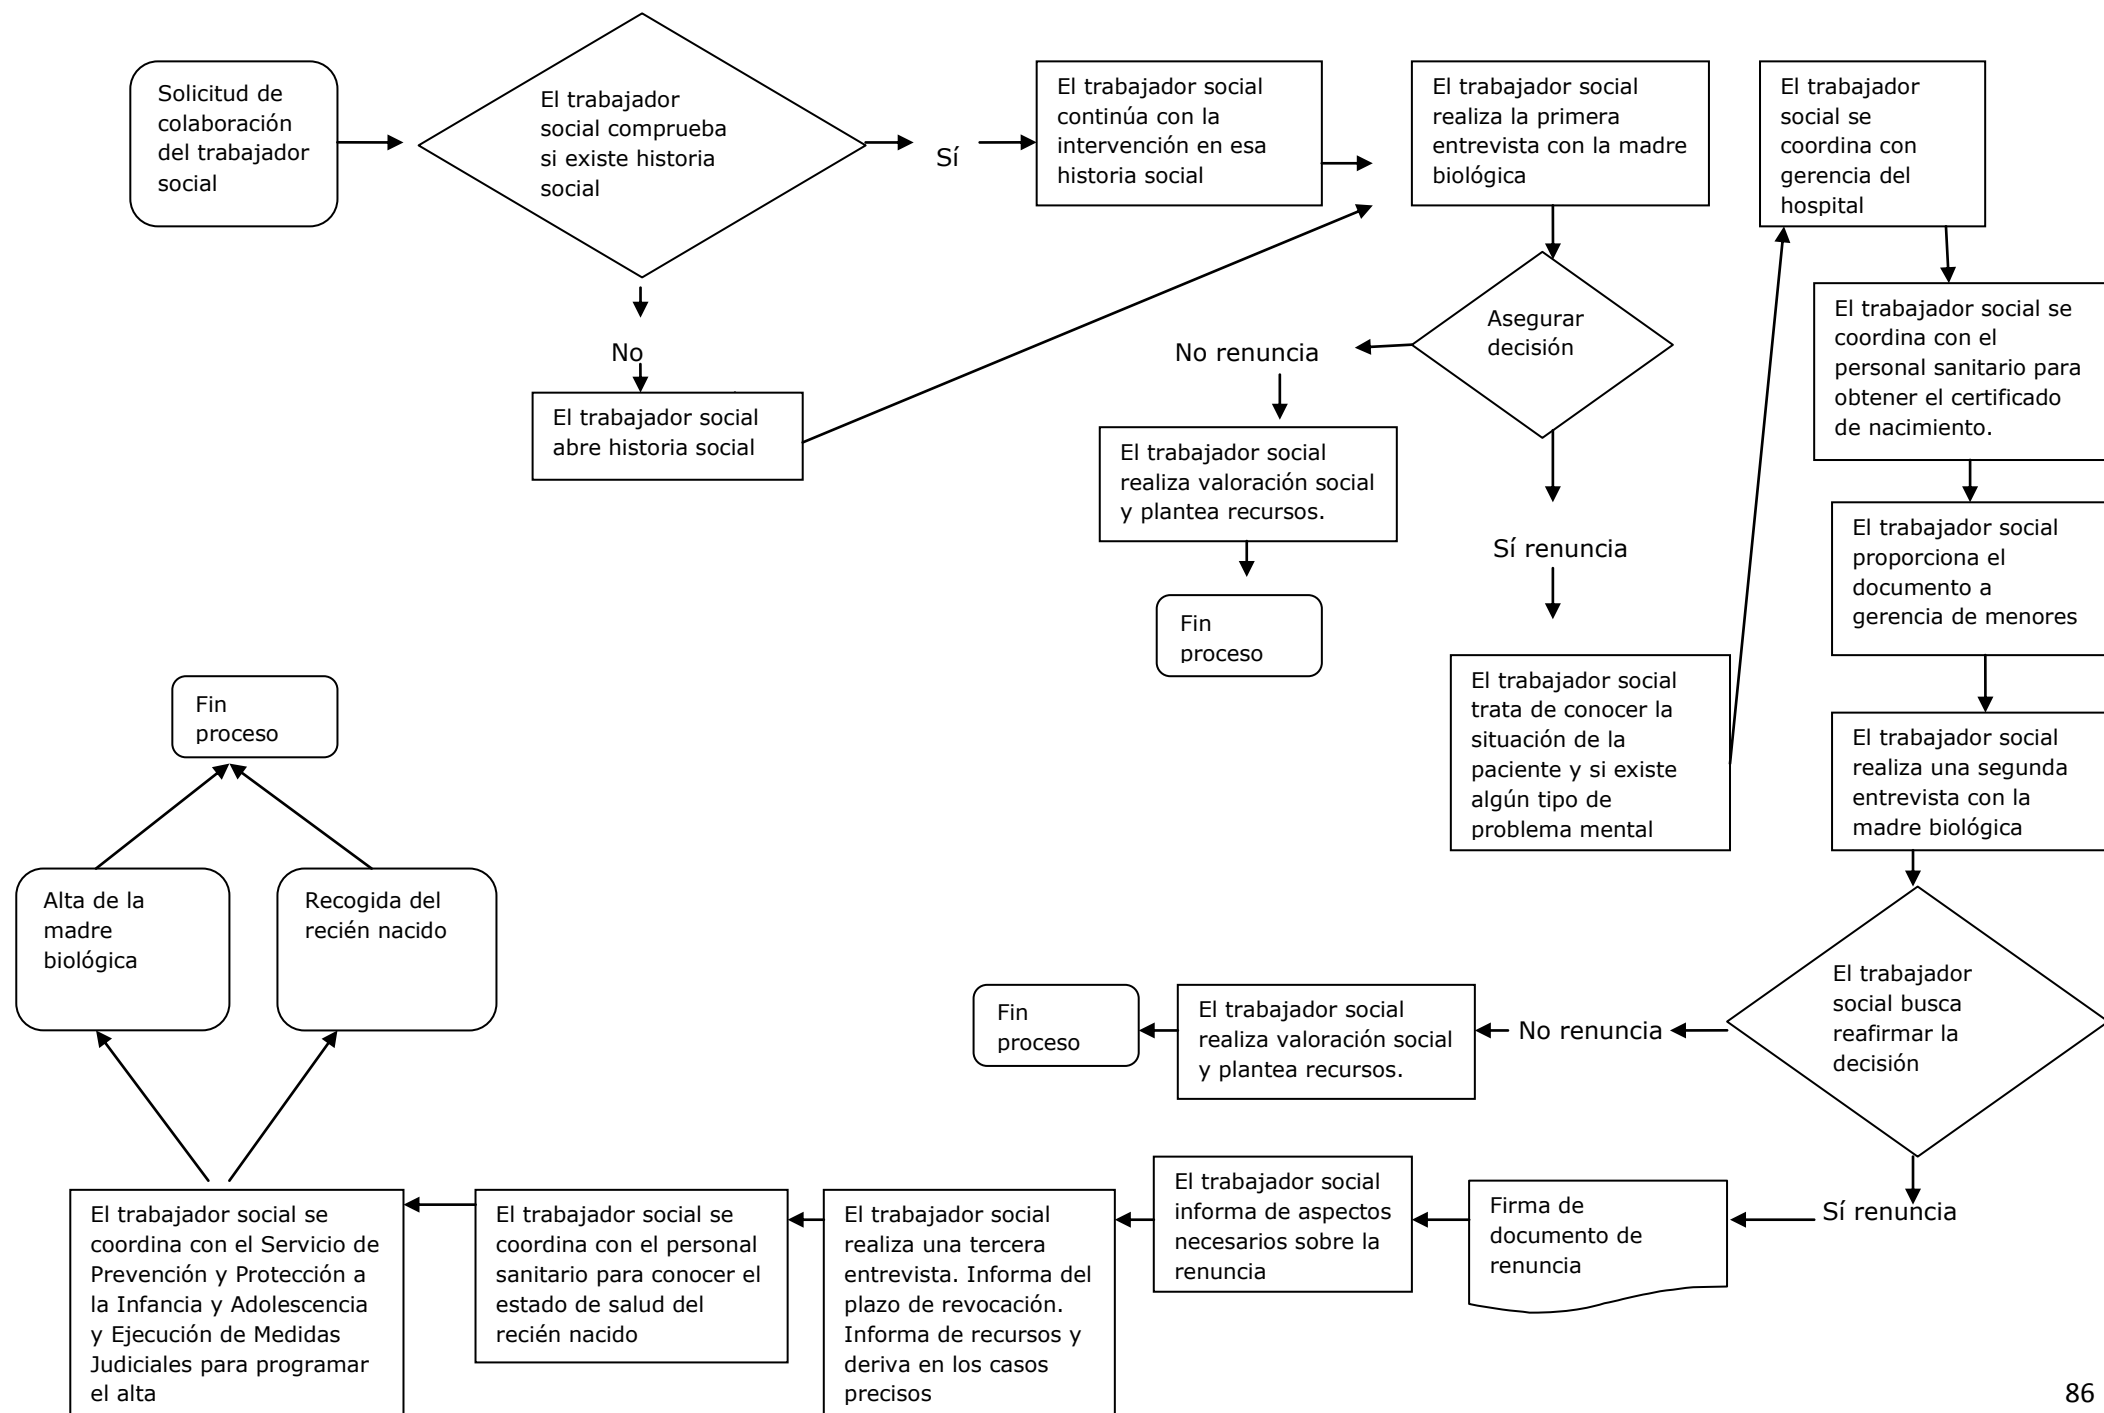 Solicitud de
colaboración
del trabajador
social
El trabajador
social comprueba
si existe historia
social
Sí
El trabajador social
continúa con la
intervención en esa
historia social
El trabajador social
realiza la primera
entrevista con la madre
biológica
El trabajador
social se
coordina con
gerencia del
hospital
No
El trabajador social
abre historia social
Asegurar
decisión
No renuncia
El trabajador social
realiza valoración social
y plantea recursos.
Fin
proceso
Sí renuncia
El trabajador social
trata de conocer la
situación de la
paciente y si existe
algún tipo de
problema mental
El trabajador social se
coordina con el
personal sanitario para
obtener el certificado
de nacimiento.
El trabajador social
proporciona el
documento a
gerencia de menores
El trabajador social
realiza una segunda
entrevista con la
madre biológica
El trabajador
social busca
reafirmar la
decisión
No renuncia
El trabajador social
realiza valoración social
y plantea recursos.
Fin
proceso
Sí renuncia
Firma de
documento de
renuncia
El trabajador social
informa de aspectos
necesarios sobre la
renuncia
El trabajador social
realiza una tercera
entrevista. Informa del
plazo de revocación.
Informa de recursos y
deriva en los casos
precisos
El trabajador social se
coordina con el personal
sanitario para conocer el
estado de salud del
recién nacido
El trabajador social se
coordina con el Servicio de
Prevención y Protección a
la Infancia y Adolescencia
y Ejecución de Medidas
Judiciales para programar
el alta
Alta de la
madre
biológica
Recogida del
recién nacido
Fin
proceso
86